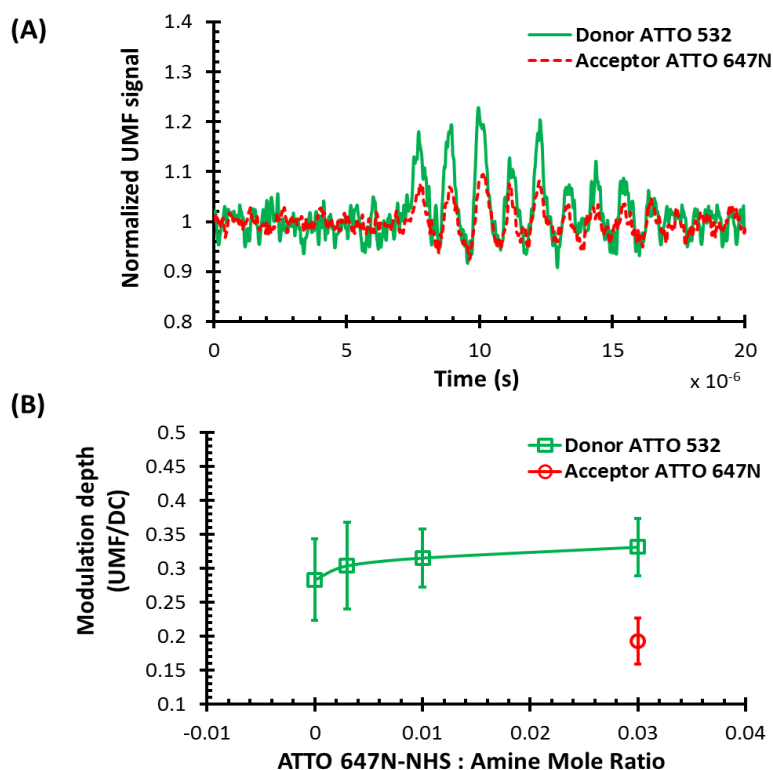 (A)
Normalized UMF signal
1.4
1.3
1.2
1.1
1
0.9
0.8
Donor ATTO 532
Acceptor ATTO 647N
0 5 10 15 20
Time (s)
x 10-6
(B)
Modulation depth
(UMF/DC)
0.5
0.45
0.4
0.35
0.3
0.25
0.2
0.15
0.1
Donor ATTO 532
Acceptor ATTO 647N
-0.01 0 0.01 0.02 0.03 0.04
ATTO 647N-NHS : Amine Mole Ratio